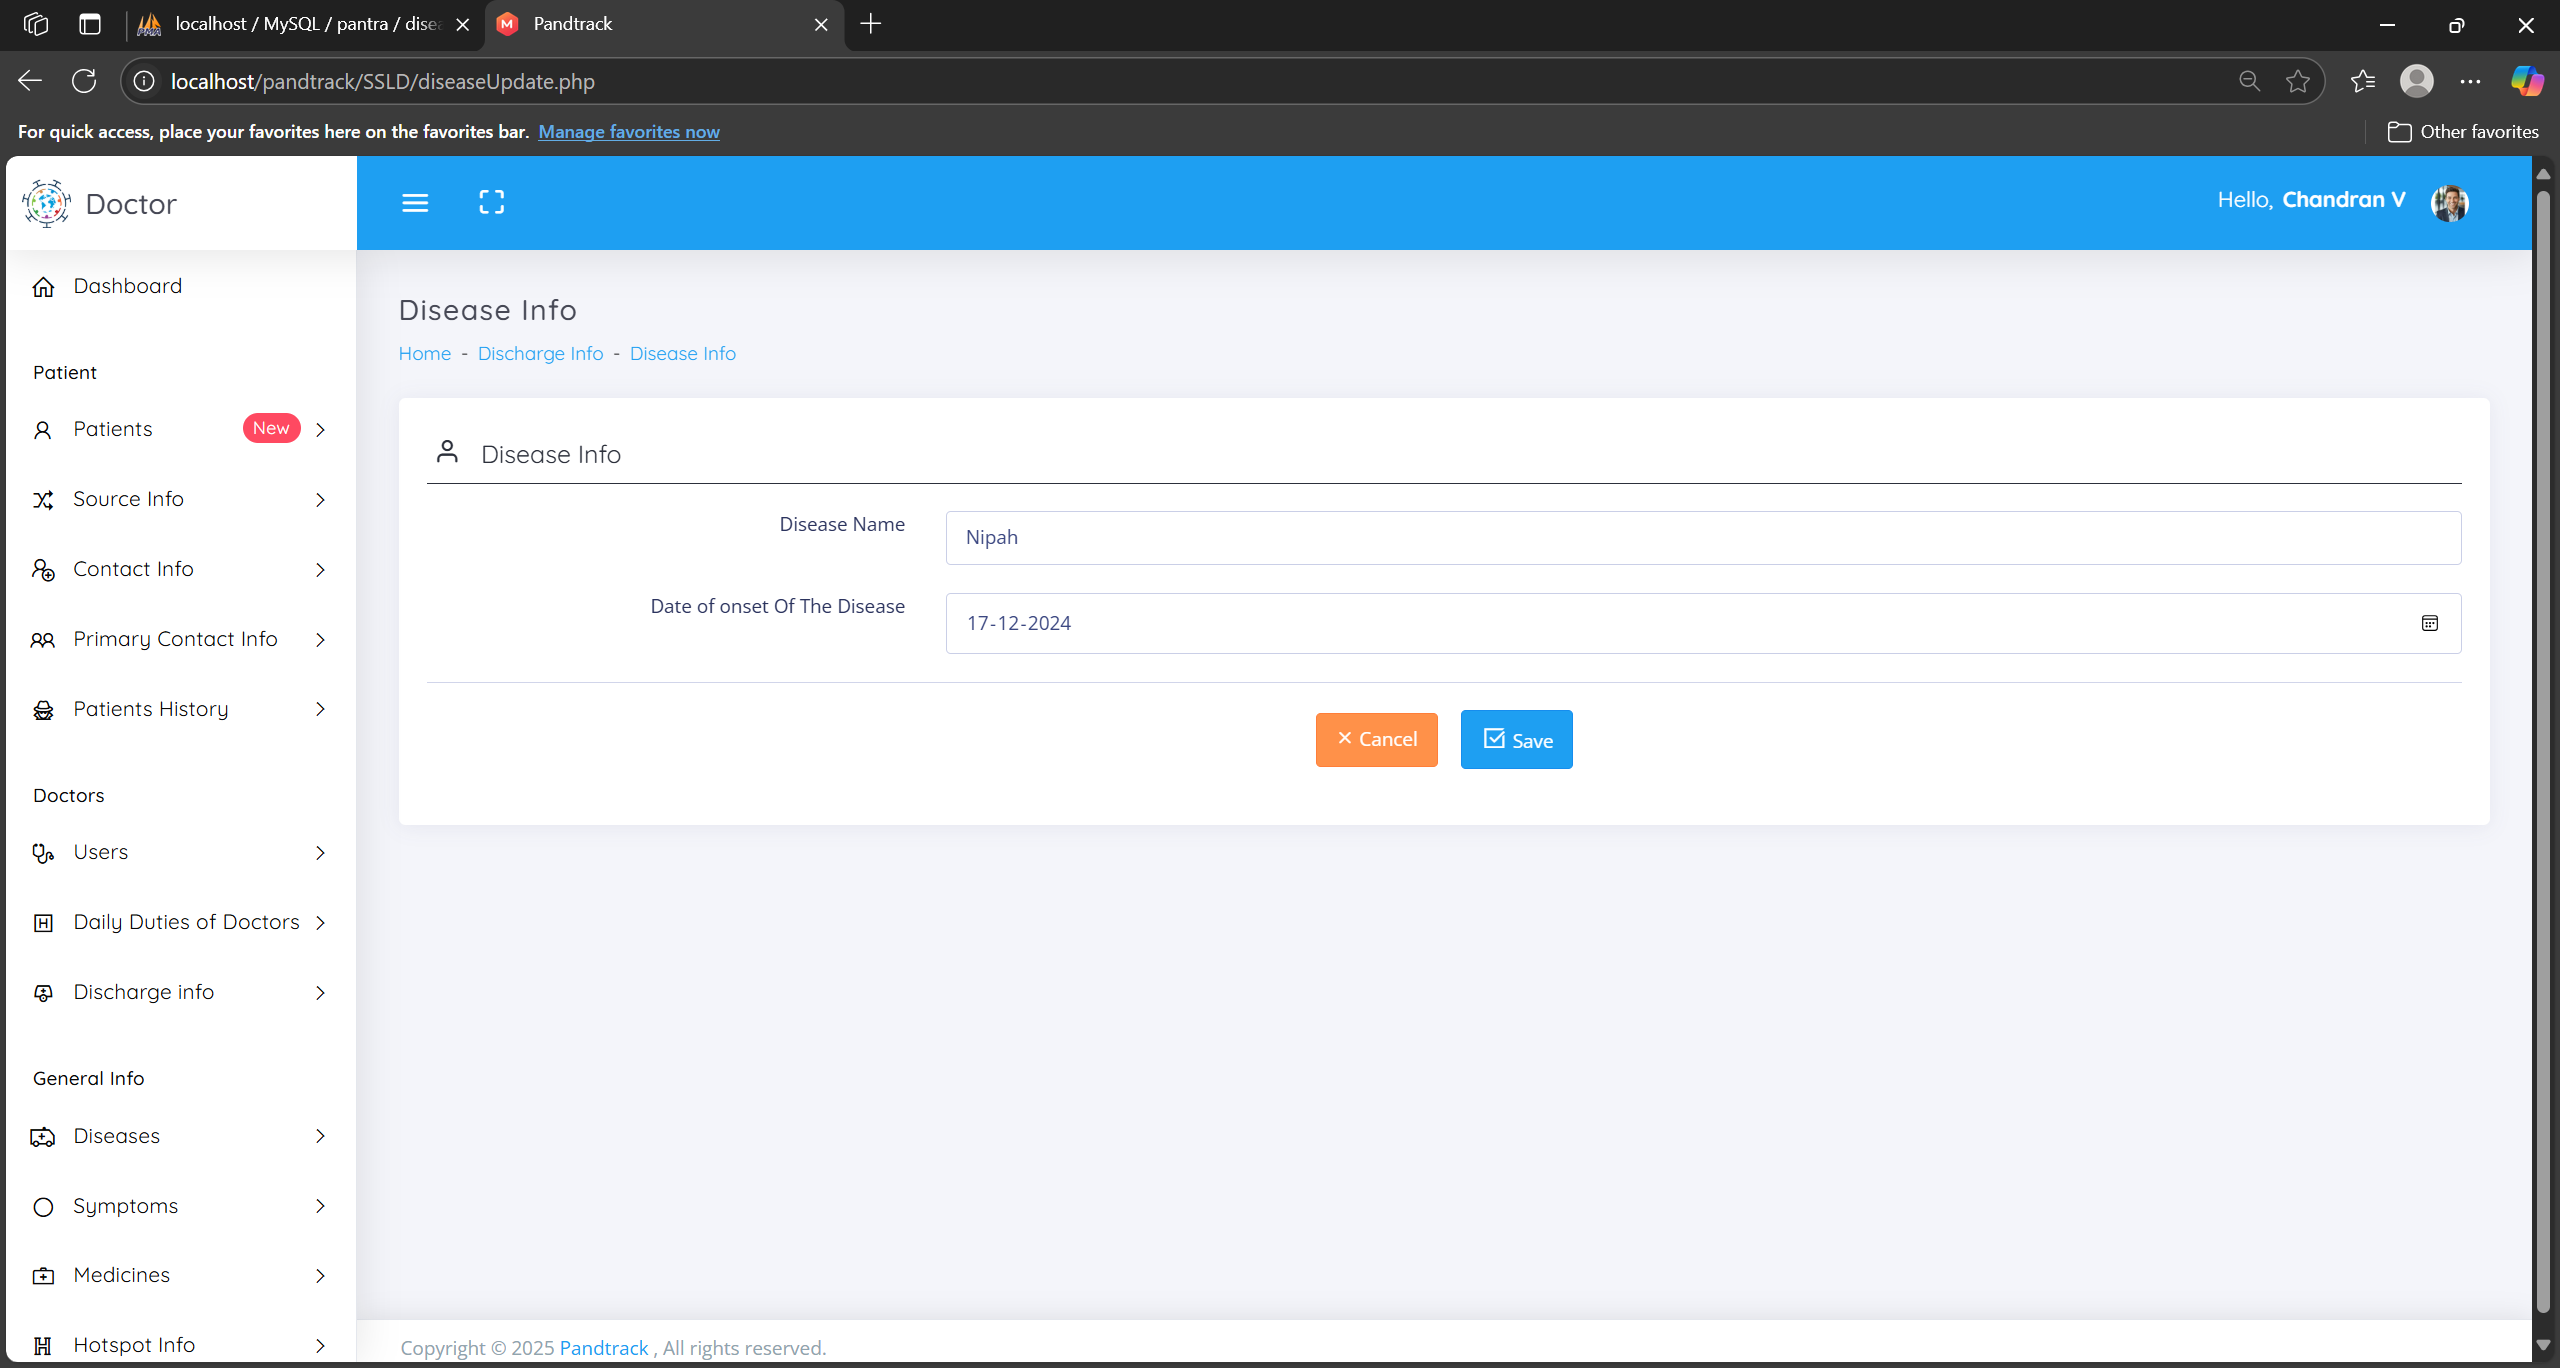 localhost / MySQL / pantra / dise
Pandtrack
localhost/pandtrack/SSLD/diseaseUpdate.php
For quick access, place your favorites here on the favorites bar. Manage favorites now
Other favorites
Doctor
Hello, Chandran V
Dashboard
Patient
Patients New
Source Info
Contact Info
Primary Contact Info
Patients History
Doctors
Users
Daily Duties of Doctors
Discharge info
General Info
Diseases
Symptoms
Medicines
Hotspot Info
Disease Info
Home - Discharge Info - Disease Info
Disease Info
Disease Name
Nipah
Date of onset Of The Disease
17-12-2024
Cancel
Save
Copyright © 2025 Pandtrack , All rights reserved.